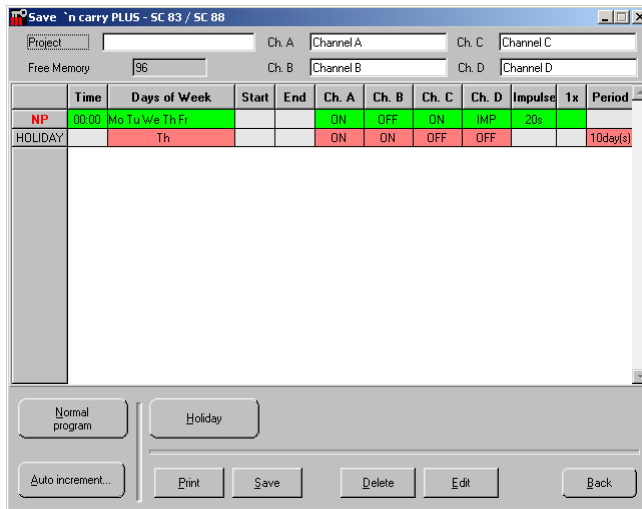 Save `n carry PLUS - SC 83 / SC 88
Project Ch. A Channel A Ch. C Channel C
Free Memory 96 Ch. B Channel B Ch. D Channel D
Time Days of Week Start End Ch. A Ch. B Ch. C Ch. D Impulse 1x Period
NP 00:00 Mo Tu We Th Fr ON OFF ON IMP 20s
HOLIDAY Th ON ON OFF OFF 10day(s)
Normal program Holiday
Auto increment... Print Save Delete Edit Back